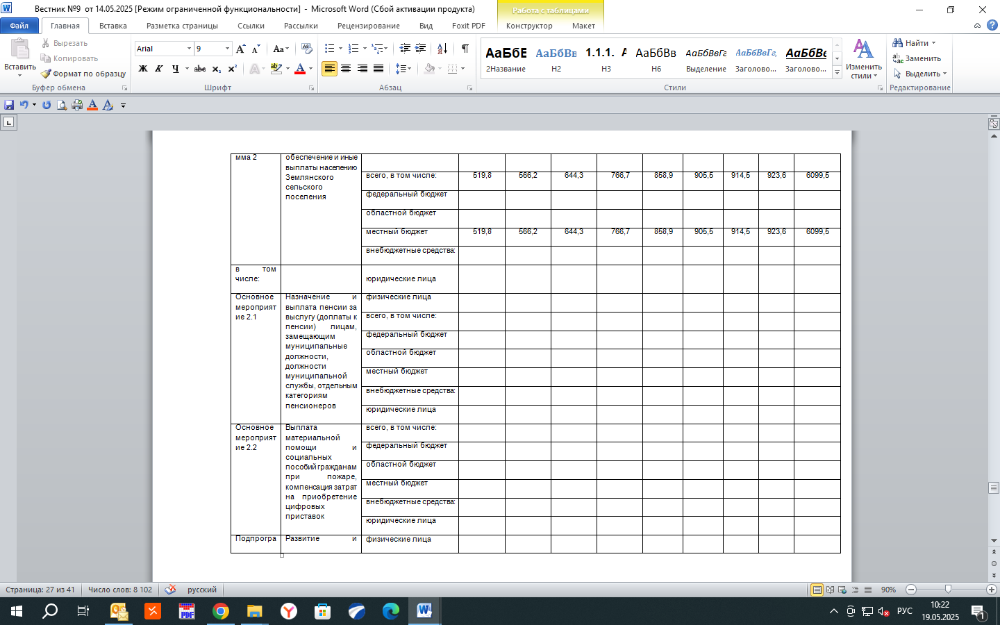 Вестник №9 от 14.05.2025 [Режим ограниченной функциональности] - Microsoft Word (Сбой активации продукта)
Работа с таблицами
Файл Главная Вставка Разметка страницы Ссылки Рассылки Рецензирование Вид Foxit PDF Конструктор Макет
Вставить
Вырезать
Копировать
Формат по образцу
Буфер обмена
Arial 9
Ж К Ч abc x₂ x²
Шрифт
Абзац
АаБбВ АаБбВв 1.1.1. А АаБбВв АаБбВвГг АаБбВвГг, АаБбВв
2Название H2 H3 H6 Выделение Заголово... Заголово...
Стили
Изменить
стили
Найти
Заменить
Выделить
Редактирование
мма 2
обеспечение и иные
выплаты населению
Землянского
сельского
поселения
всего, в том числе: 519,8 566,2 644,3 766,7 858,9 905,5 914,5 923,6 6099,5
федеральный бюджет
областной бюджет
местный бюджет 519,8 566,2 644,3 766,7 858,9 905,5 914,5 923,6 6099,5
внебюджетные средства:
в том
числе:
юридические лица
Основное
мероприят
ие 2.1
Назначение и
выплата пенсии за
выслугу (доплаты к
пенсии) лицам,
замещающим
муниципальные
должности,
должности
муниципальной
службы, отдельным
категориям
пенсионеров
физические лица
всего, в том числе:
федеральный бюджет
областной бюджет
местный бюджет
внебюджетные средства:
юридические лица
Основное
мероприят
ие 2.2
Выплата
материальной
помощи и
социальных
пособий гражданам
при пожаре,
компенсация затрат
на приобретение
цифровых
приставок
всего, в том числе:
федеральный бюджет
областной бюджет
местный бюджет
внебюджетные средства:
юридические лица
Подпрогра
Развитие и
физические лица
Страница: 27 из 41 Число слов: 8 102 русский 90%
РУС
10:22
19.05.2025
1